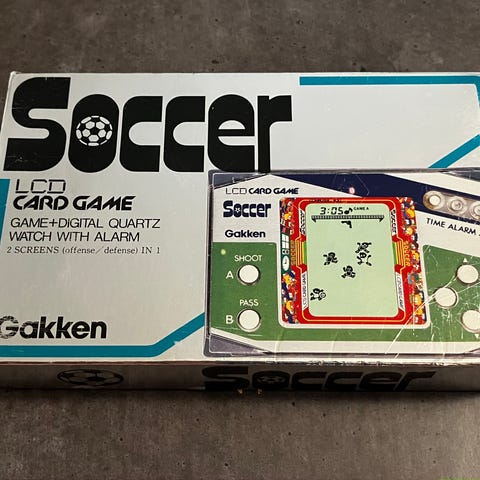 Soccer
LCD
CARD GAME
GAME+DIGITAL QUARTZ
WATCH WITH ALARM
2 SCREENS (offense/defense) IN 1
Gakken
LCD CARD GAME
Soccer
Gakken
3:05 GAME A
TIME ALARM
SHOOT
A
PASS
B
Soccer